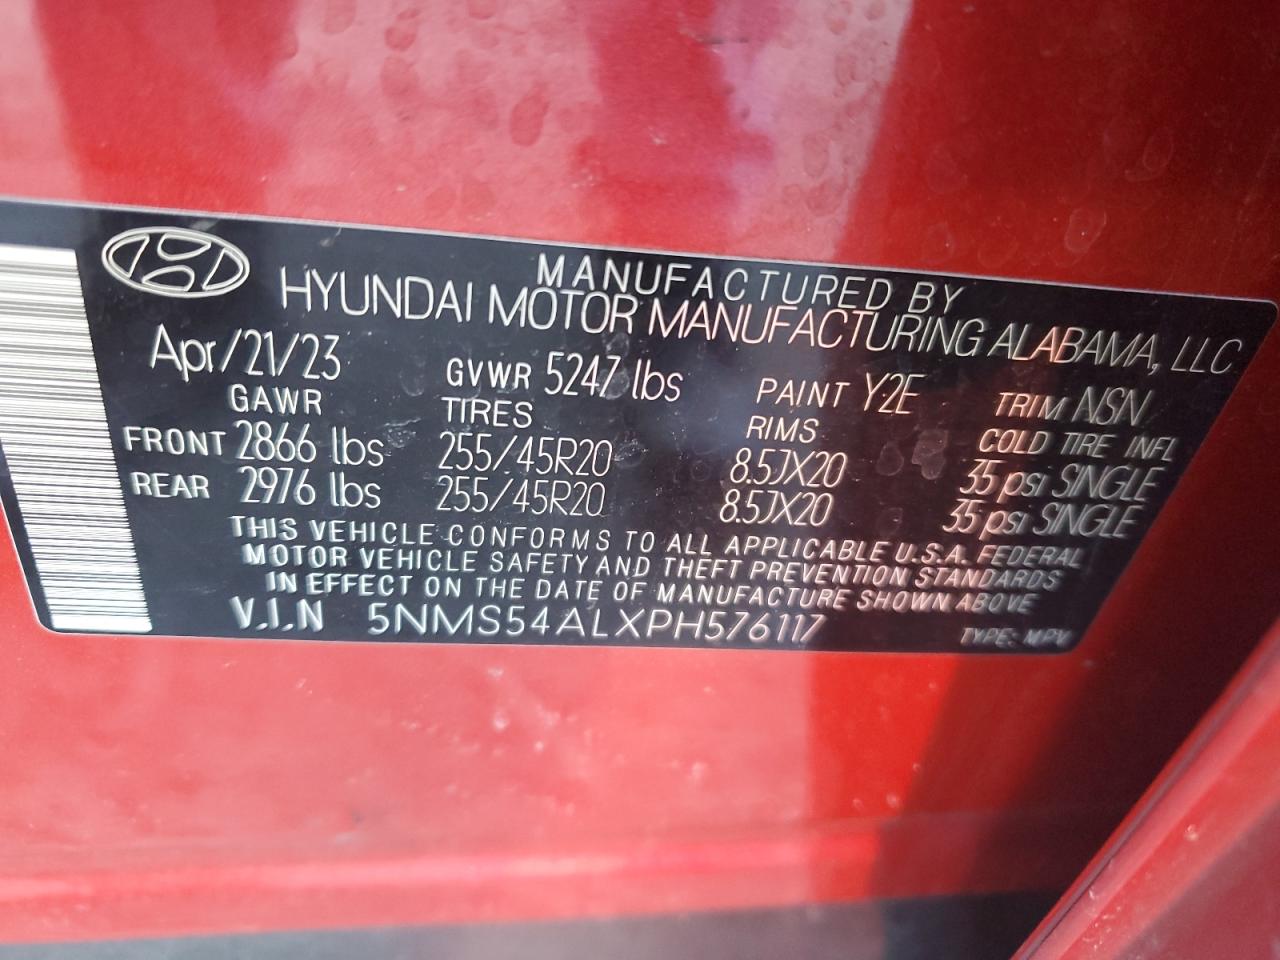 MANUFACTURED BY
HYUNDAI MOTOR MANUFACTURING ALABAMA, LLC
Apr/21/23 GVWR 5247 lbs PAINT Y2E TRIM NSN
GAWR TIRES RIMS COLD TIRE INFL
FRONT 2866 lbs 255/45R20 8.5JX20 35 psi SINGLE
REAR 2976 lbs 255/45R20 8.5JX20 35 psi SINGLE
THIS VEHICLE CONFORMS TO ALL APPLICABLE U.S.A. FEDERAL
MOTOR VEHICLE SAFETY AND THEFT PREVENTION STANDARDS
IN EFFECT ON THE DATE OF MANUFACTURE SHOWN ABOVE
V.I.N 5NMS54ALXPH576117 TYPE: MPV